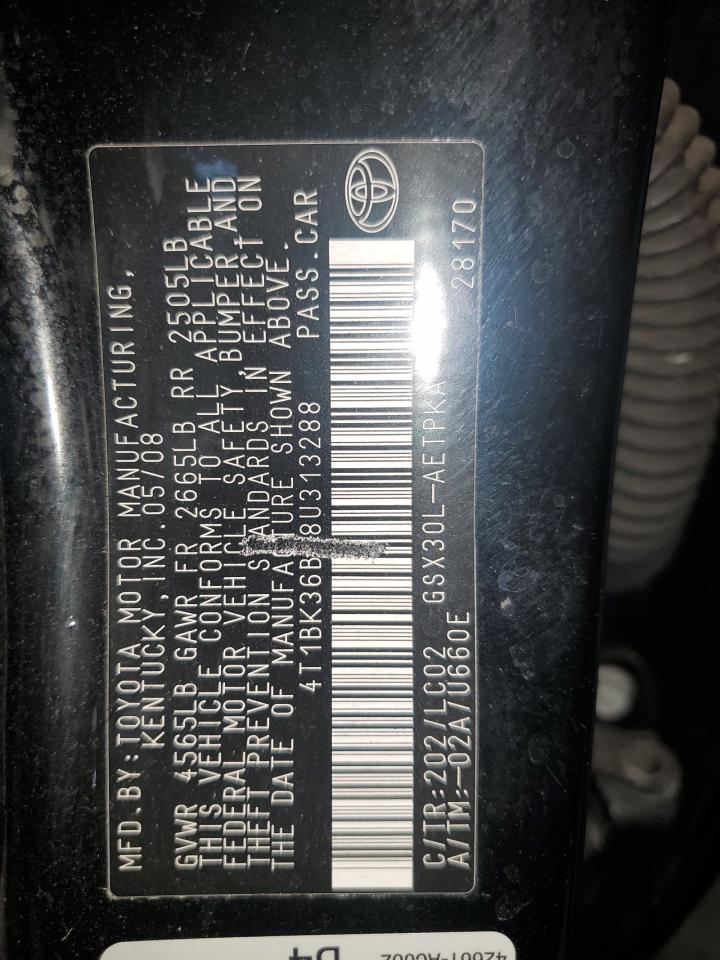 MFD.BY:TOYOTA MOTOR MANUFACTURING,
KENTUCKY, INC. 05/08
GVWR 4565LB GAWR FR 2665LB RR 2505LB
THIS VEHICLE CONFORMS TO ALL APPLICABLE
FEDERAL MOTOR VEHICLE SAFETY, BUMPER, AND
THEFT PREVENTION STANDARDS IN EFFECT ON
THE DATE OF MANUFACTURE SHOWN ABOVE.
PASS.CAR
C/TR:202/LC02 GSX30L-AETPKA
A/TM:-02A/U660E 28170